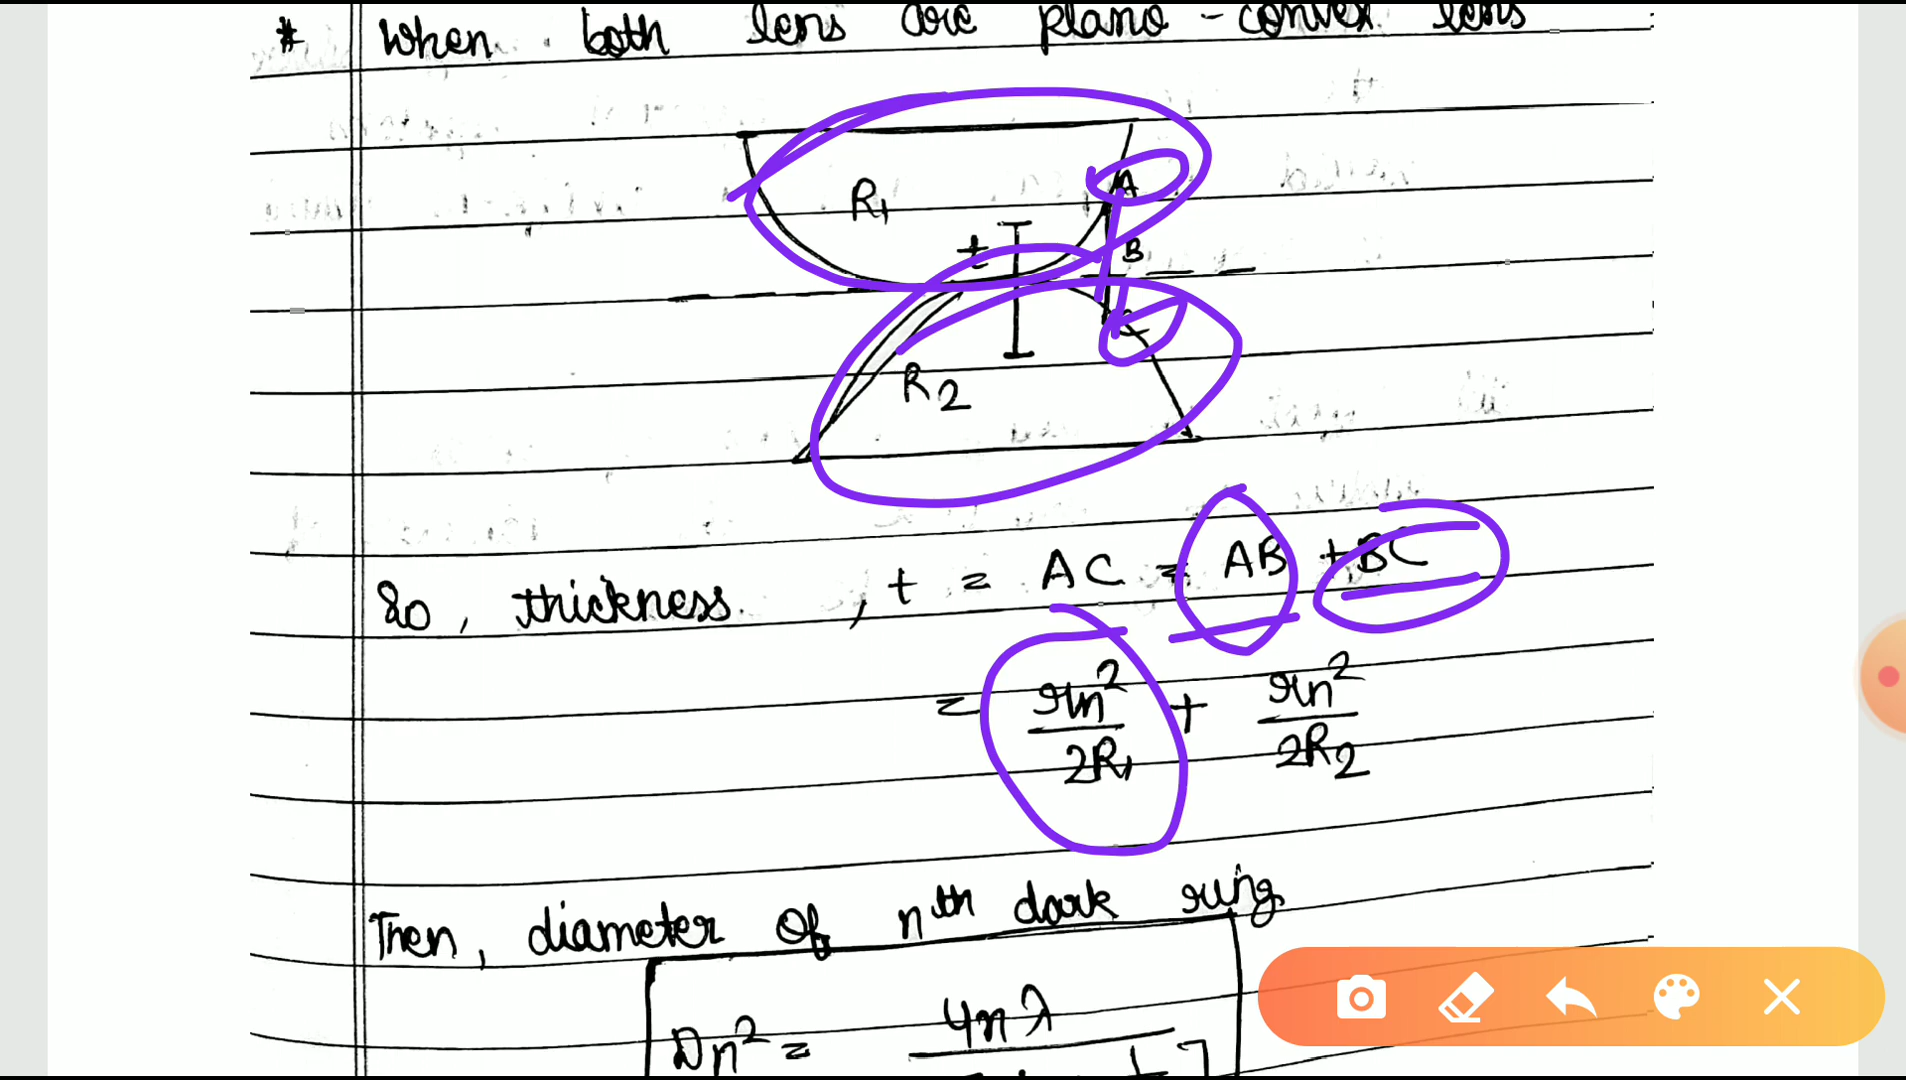 * When both lens are plano-convex lens
R₁
A
t
B
C
R2
So, thickness, t = AC = AB + BC
= rn²/2R₁ + rn²/2R2
Then, diameter of nth dark ring
Dn² = 4nλ